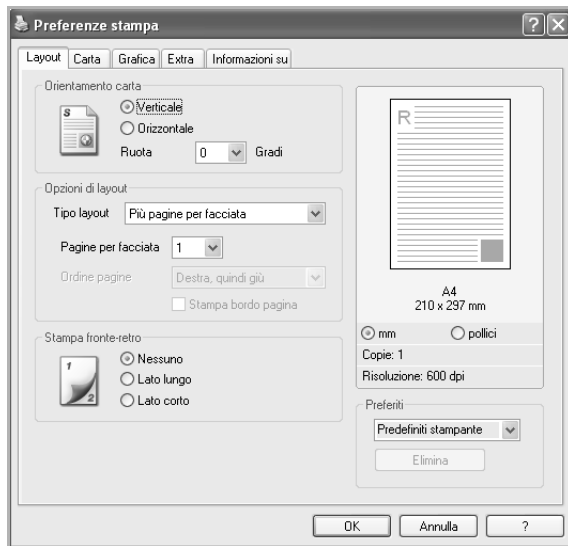 Preferenze stampa
Layout Carta Grafica Extra Informazioni su
Orientamento carta
S
Verticale
Orizzontale
Ruota 0 Gradi
Opzioni di layout
Tipo layout Più pagine per facciata
Pagine per facciata 1
Ordine pagine Destra, quindi giù
Stampa bordo pagina
Stampa fronte-retro
1
2
Nessuno
Lato lungo
Lato corto
R
A4
210 x 297 mm
mm pollici
Copie: 1
Risoluzione: 600 dpi
Preferiti
Predefiniti stampante
Elimina
OK Annulla ?